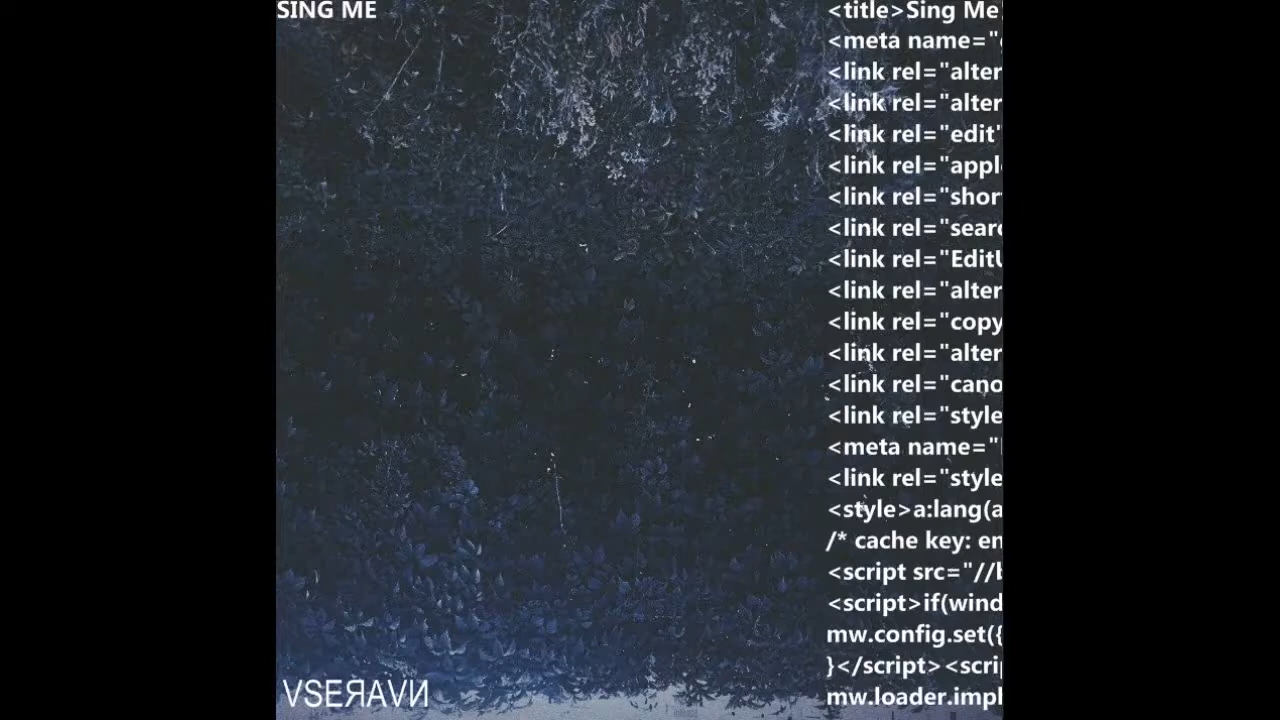 SING ME
<title>Sing Me
<meta name="
<link rel="alter
<link rel="alter
<link rel="edit"
<link rel="appl
<link rel="shor
<link rel="sear
<link rel="Edit
<link rel="alter
<link rel="copy
<link rel="alter
<link rel="cano
<link rel="style
<meta name="
<link rel="style
<style>a:lang(a
/* cache key: en
<script src="//b
<script>if(wind
mw.config.set({
}</script><scri
mw.loader.impl
VSEЯAVИ